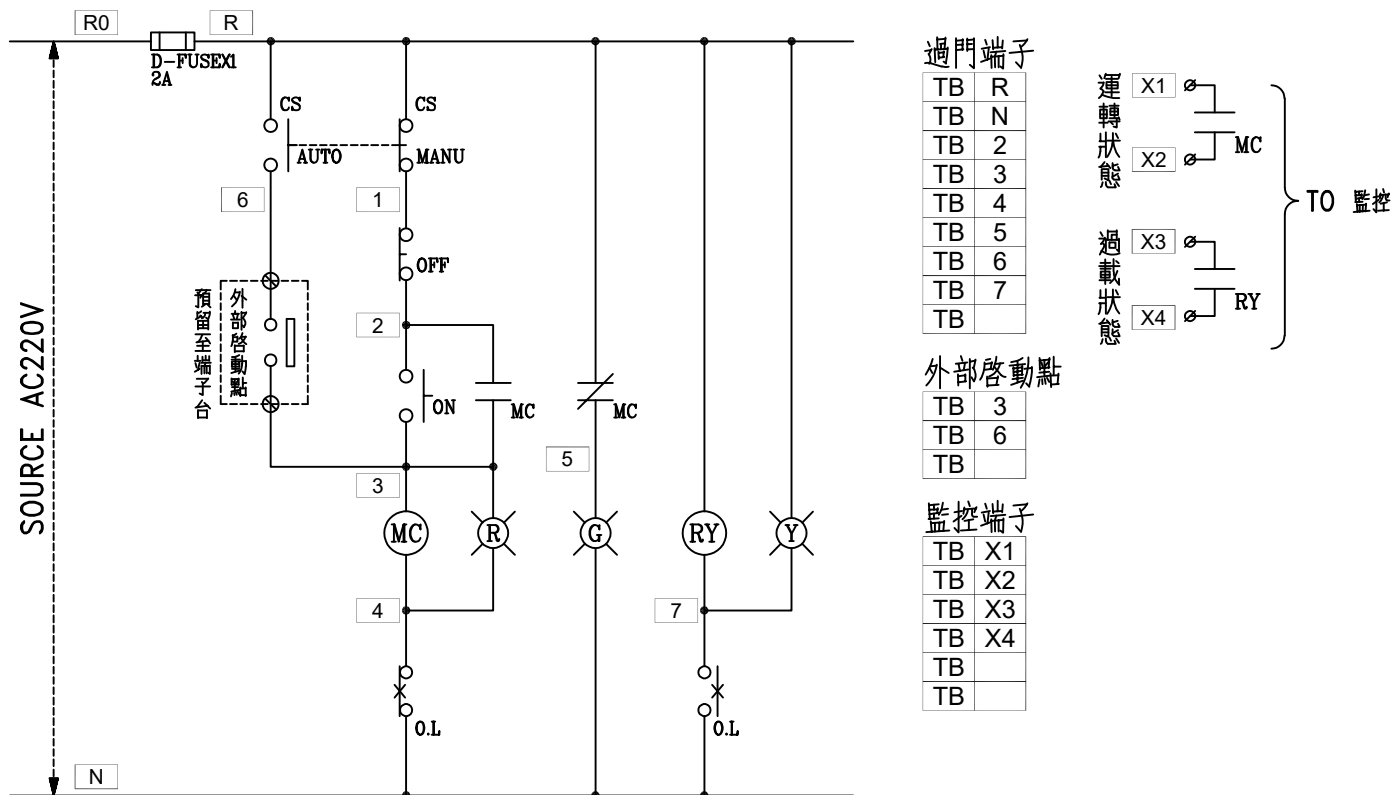 R0
R
D-FUSEX1
2A
CS
CS
AUTO
MANU
6
1
OFF
預留至端子台
外部啓動點
2
ON
MC
MC
3
5
MC
R
G
RY
Y
4
7
O.L
O.L
N
SOURCE AC220V
過門端子
TB R
TB N
TB 2
TB 3
TB 4
TB 5
TB 6
TB 7
TB
外部啓動點
TB 3
TB 6
TB
監控端子
TB X1
TB X2
TB X3
TB X4
TB
TB
運轉狀態
X1
X2
MC
過載狀態
X3
X4
RY
TO 監控